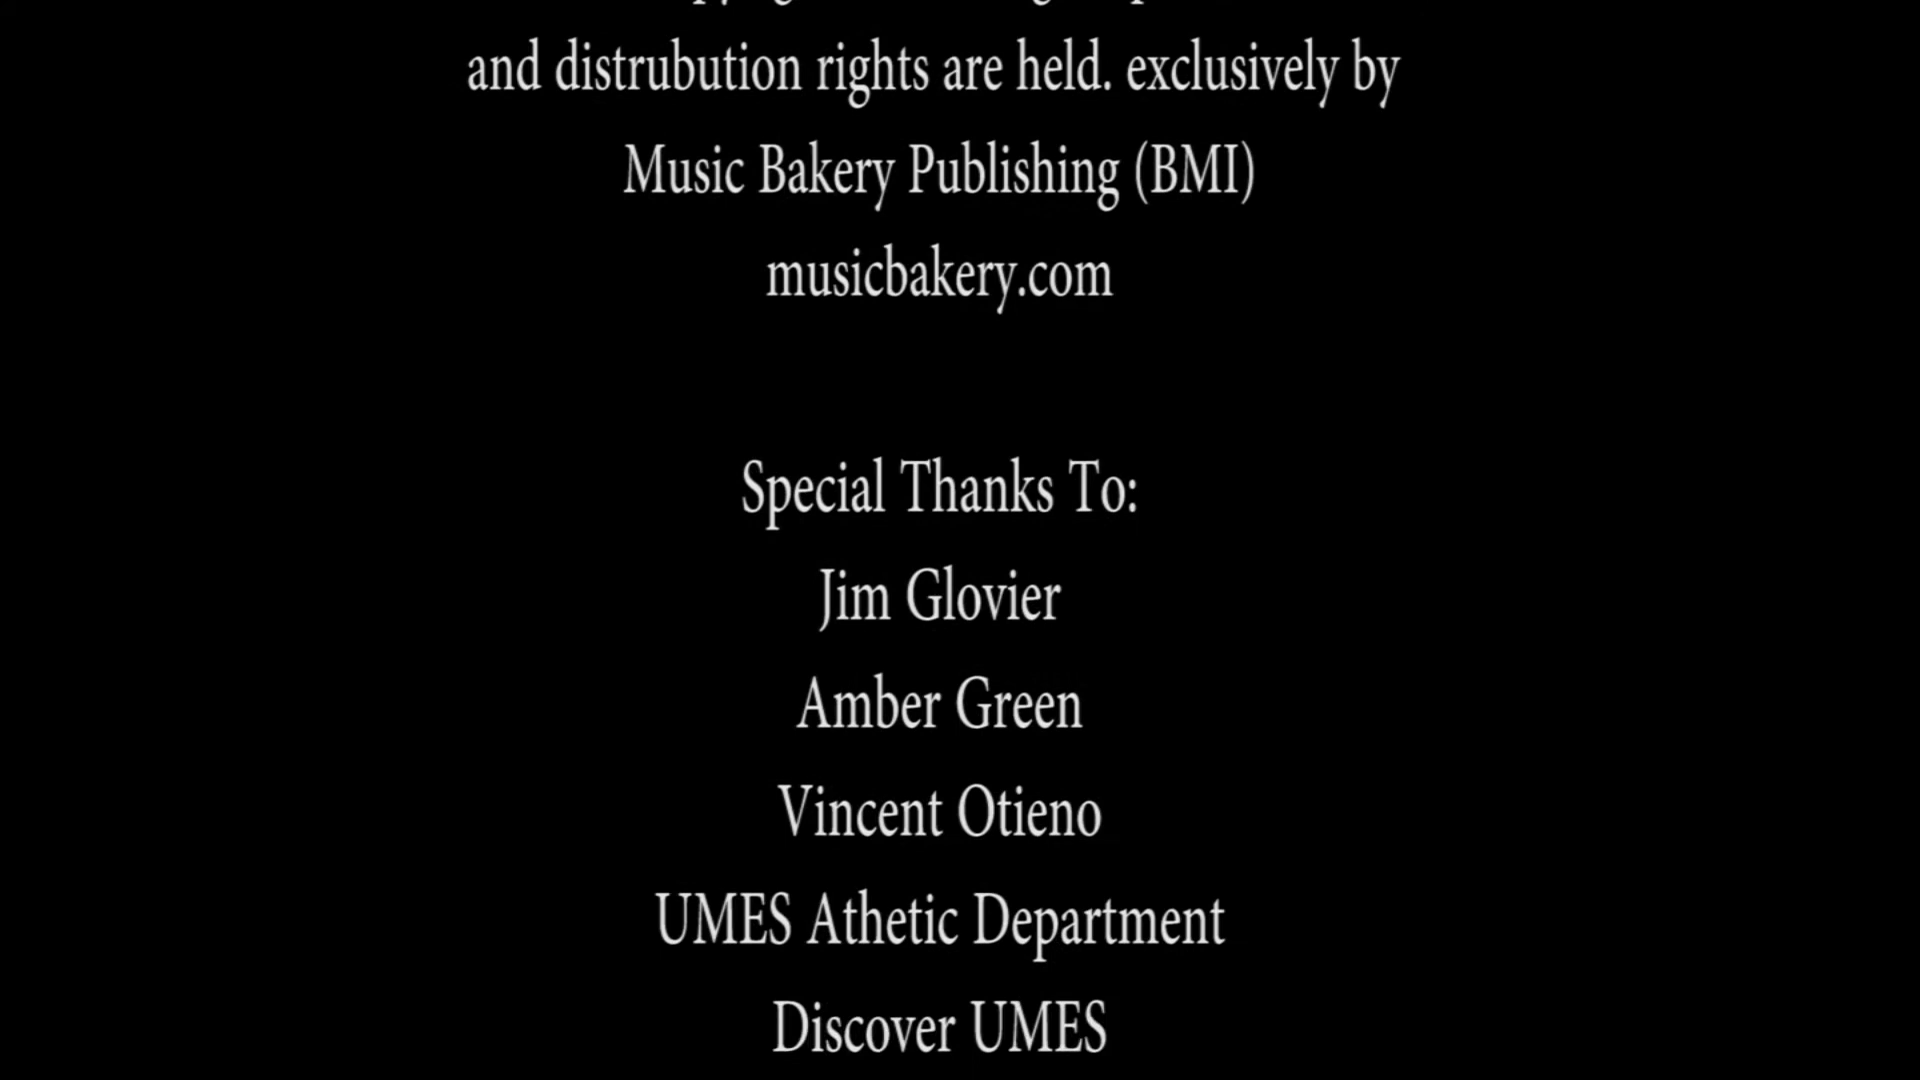 and distrubution rights are held. exclusively by
Music Bakery Publishing (BMI)
musicbakery.com
Special Thanks To:
Jim Glovier
Amber Green
Vincent Otieno
UMES Athetic Department
Discover UMES